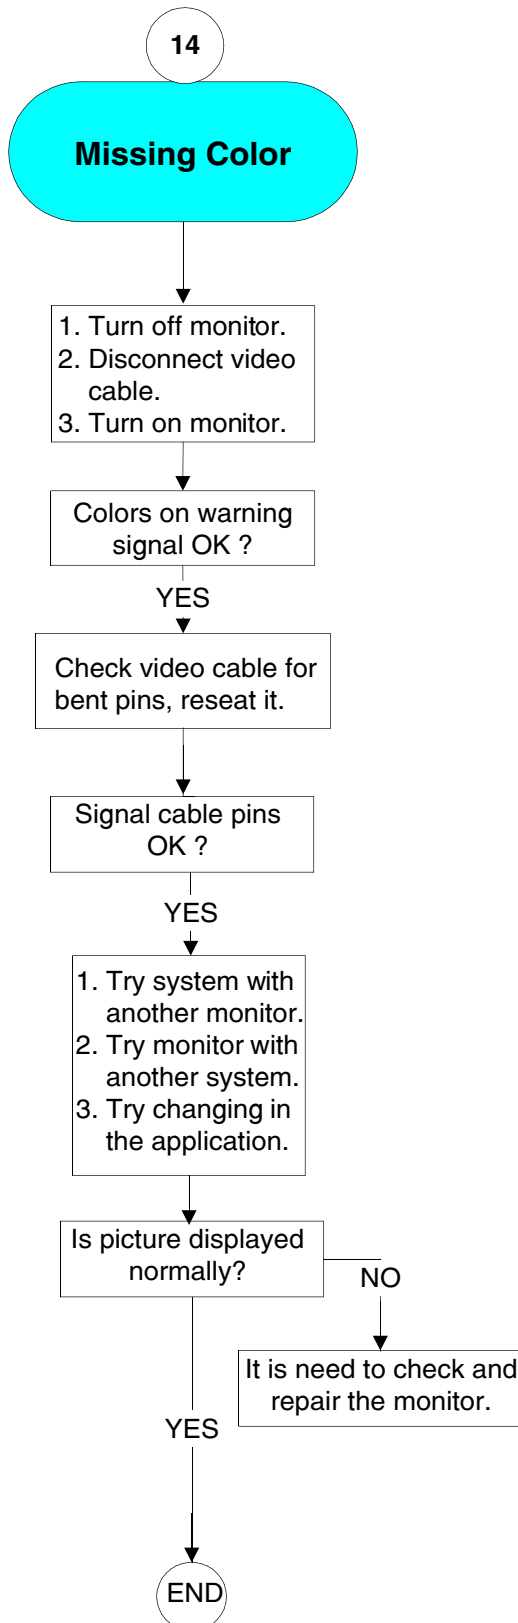 14
Missing Color
1. Turn off monitor.
2. Disconnect video
cable.
3. Turn on monitor.
Colors on warning
signal OK ?
YES
Check video cable for
bent pins, reseat it.
Signal cable pins
OK ?
YES
1. Try system with
another monitor.
2. Try monitor with
another system.
3. Try changing in
the application.
Is picture displayed
normally?
NO
It is need to check and
repair the monitor.
YES
END